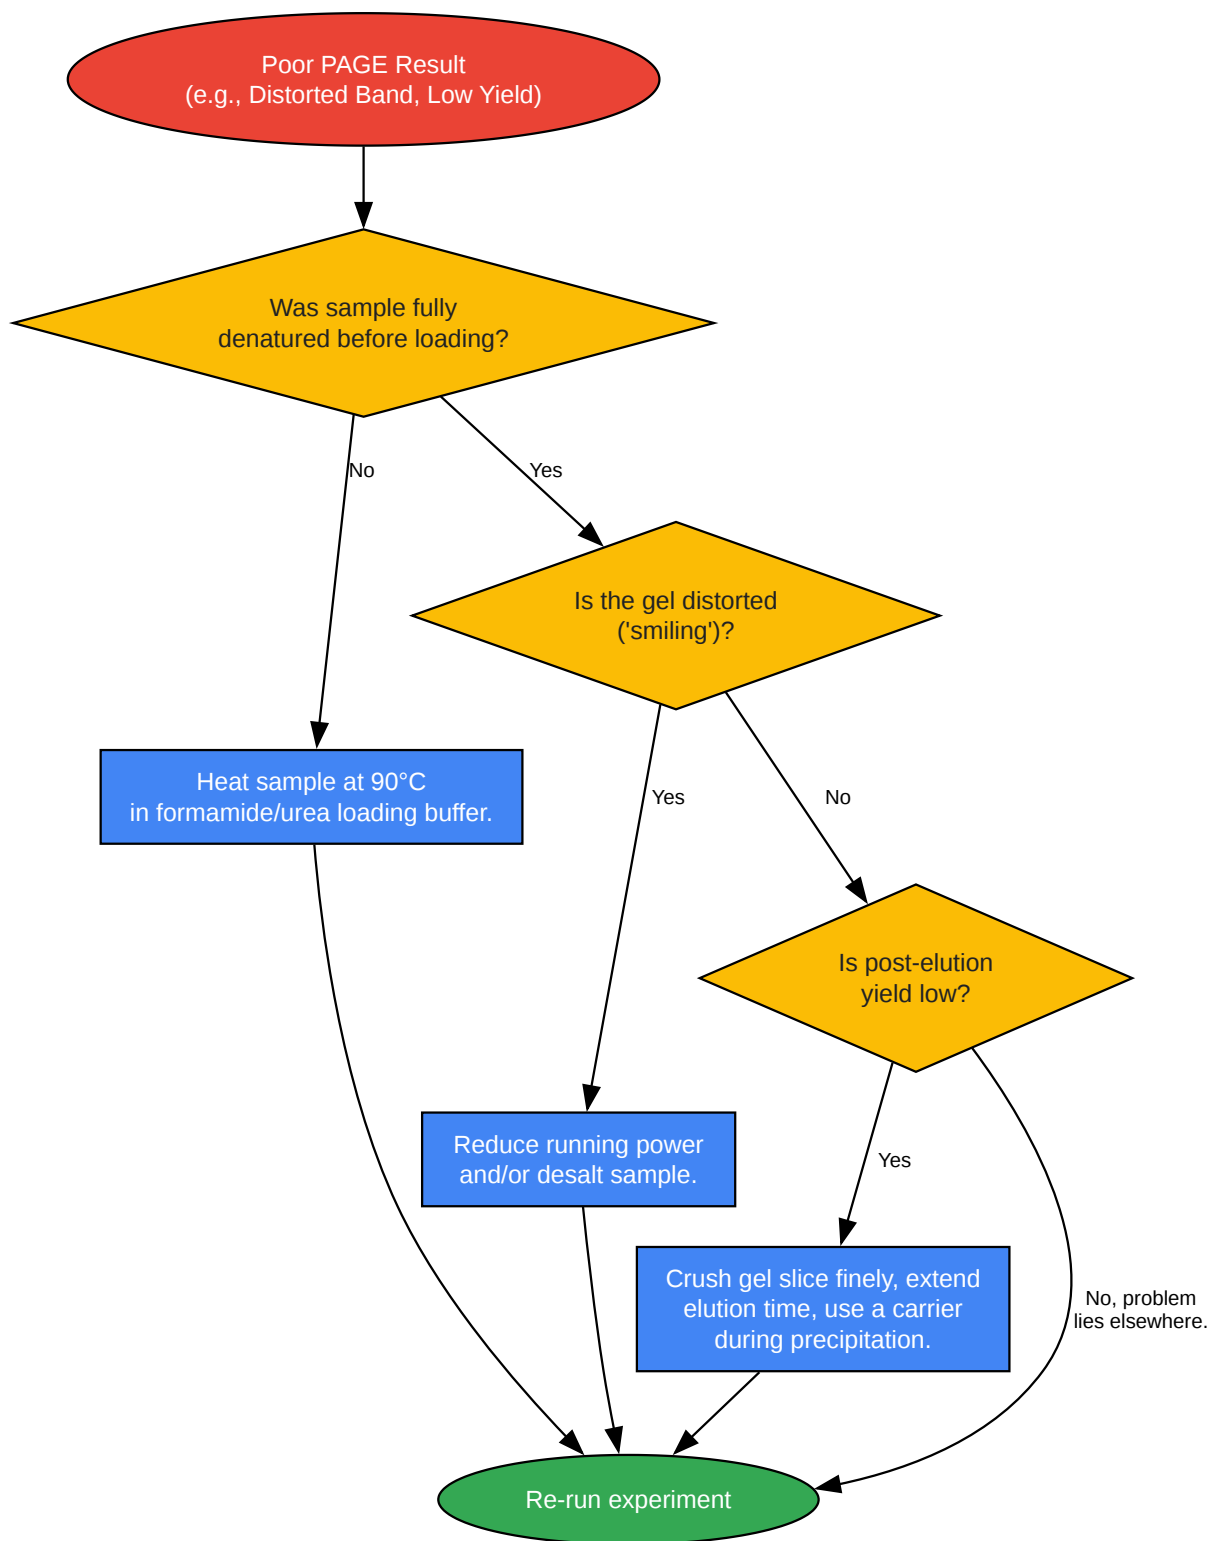 Poor PAGE Result
(e.g., Distorted Band, Low Yield)
Was sample fully
denatured before loading?
No
Yes
Is the gel distorted
('smiling')?
Heat sample at 90°C
in formamide/urea loading buffer.
Yes
No
Is post-elution
yield low?
Reduce running power
and/or desalt sample.
Yes
Crush gel slice finely, extend
elution time, use a carrier
during precipitation.
No, problem
lies elsewhere.
Re-run experiment